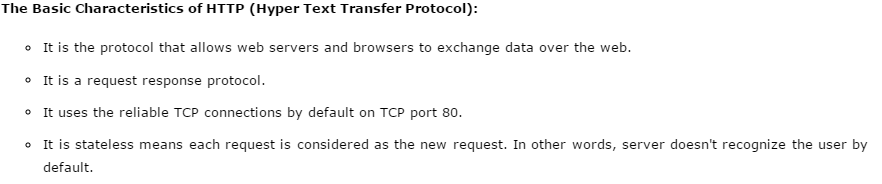 The Basic Characteristics of HTTP (Hyper Text Transfer Protocol):
It is the protocol that allows web servers and browsers to exchange data over the web.
It is a request response protocol.
It uses the reliable TCP connections by default on TCP port 80.
It is stateless means each request is considered as the new request. In other words, server doesn't recognize the user by
default.